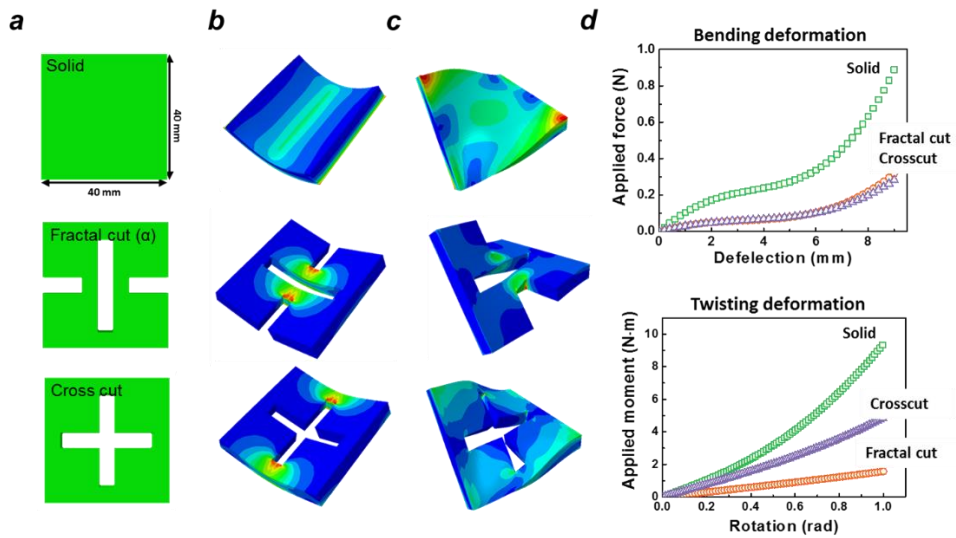 a
b
c
d
Solid
40 mm
40 mm
Fractal cut (α)
Cross cut
Bending deformation
Applied force (N)
1.0
0.8
0.6
0.4
0.2
0.0
Solid
Fractal cut
Crosscut
0
2
4
6
8
Defelection (mm)
Twisting deformation
Applied moment (N·m)
10
8
6
4
2
0
Solid
Crosscut
Fractal cut
0.0
0.2
0.4
0.6
0.8
1.0
Rotation (rad)